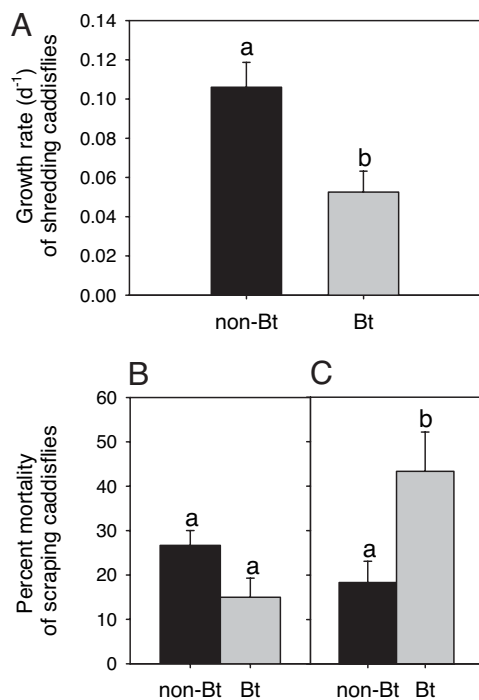 A
Growth rate (d⁻¹)
of shredding caddisflies
0.14
0.12
0.10
0.08
0.06
0.04
0.02
0.00
a
b
non-Bt Bt
B C
Percent mortality
of scraping caddisflies
60
50
40
30
20
10
0
a
a
a
b
non-Bt Bt non-Bt Bt